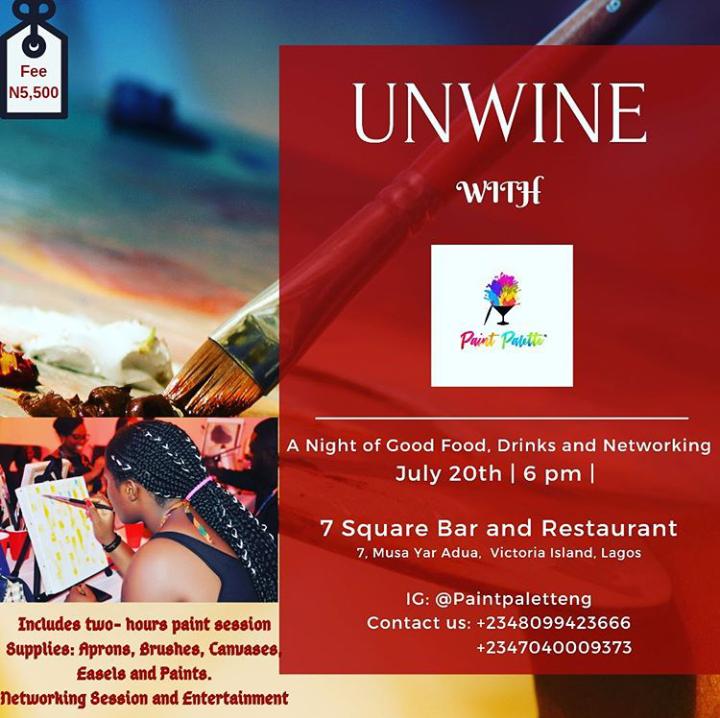 Fee
N5,500
UNWINE
WITH
Paint Palette
A Night of Good Food, Drinks and Networking
July 20th | 6 pm |
7 Square Bar and Restaurant
7, Musa Yar Adua, Victoria Island, Lagos
IG: @Paintpaletteng
Contact us: +2348099423666
+2347040009373
Includes two- hours paint session
Supplies: Aprons, Brushes, Canvases,
Easels and Paints.
Networking Session and Entertainment